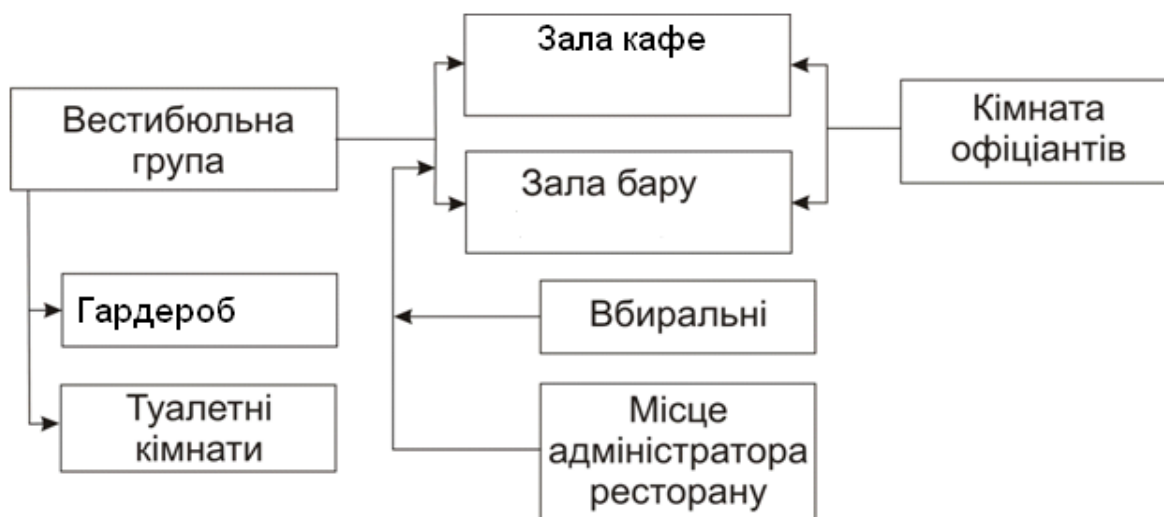 Зала кафе
Вестибюльна
група
Зала бару
Кімната
офіціантів
Гардероб
Вбиральні
Туалетні
кімнати
Місце
адміністратора
ресторану